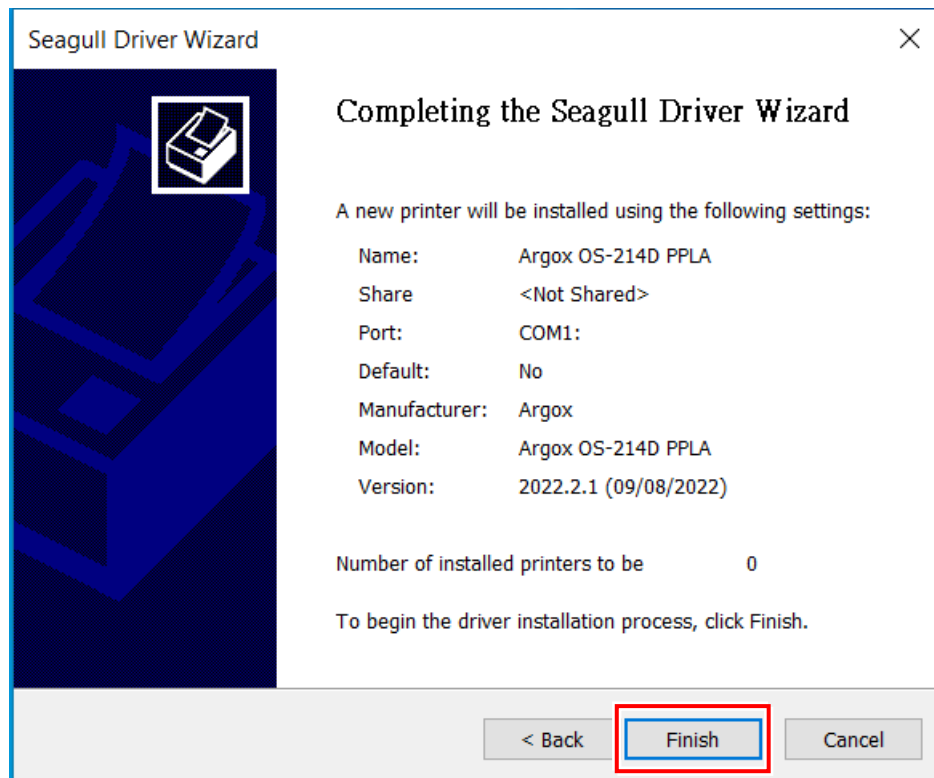 Seagull Driver Wizard
Completing the Seagull Driver Wizard
A new printer will be installed using the following settings:
Name: Argox OS-214D PPLA
Share <Not Shared>
Port: COM1:
Default: No
Manufacturer: Argox
Model: Argox OS-214D PPLA
Version: 2022.2.1 (09/08/2022)
Number of installed printers to be 0
To begin the driver installation process, click Finish.
< Back Finish Cancel